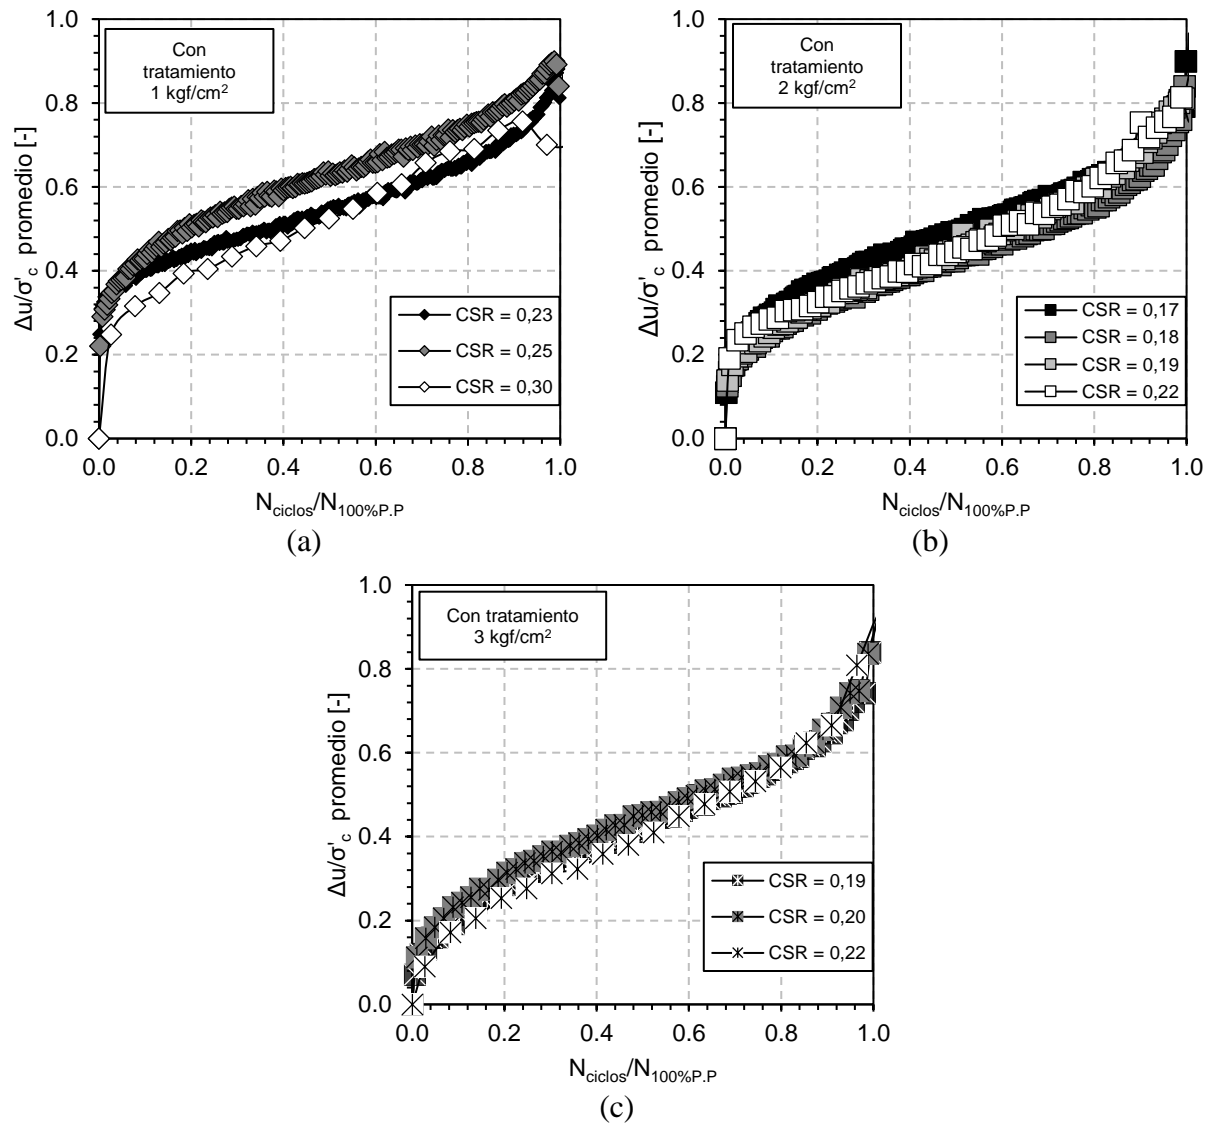 1.0
0.8
0.6
0.4
0.2
0.0
Δu/σ'c promedio [-]
Con
tratamiento
1 kgf/cm²
CSR = 0,23
CSR = 0,25
CSR = 0,30
0.0 0.2 0.4 0.6 0.8 1.0
Nciclos/N100%P.P
(a)
1.0
0.8
0.6
0.4
0.2
0.0
Δu/σ'c promedio [-]
Con
tratamiento
2 kgf/cm²
CSR = 0,17
CSR = 0,18
CSR = 0,19
CSR = 0,22
0.0 0.2 0.4 0.6 0.8 1.0
Nciclos/N100%P.P
(b)
1.0
0.8
0.6
0.4
0.2
0.0
Δu/σ'c promedio [-]
Con tratamiento
3 kgf/cm²
CSR = 0,19
CSR = 0,20
CSR = 0,22
0.0 0.2 0.4 0.6 0.8 1.0
Nciclos/N100%P.P
(c)